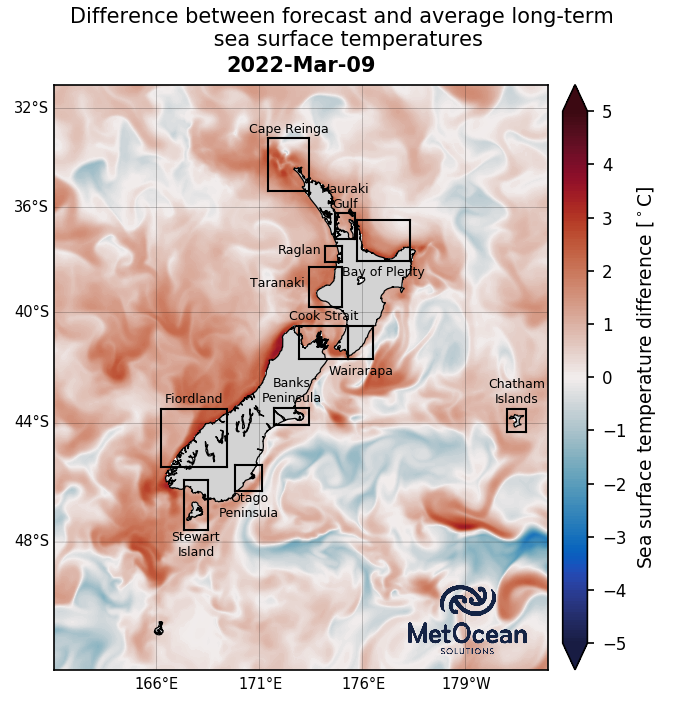 Difference between forecast and average long-term
sea surface temperatures
2022-Mar-09
32°S
36°S
40°S
44°S
48°S
Cape Reinga
Hauraki
Gulf
Raglan
Bay of Plenty
Taranaki
Cook Strait
Wairarapa
Banks
Peninsula
Fiordland
Chatham
Islands
Otago
Peninsula
Stewart
Island
MetOcean
SOLUTIONS
166°E
171°E
176°E
179°W
5
4
3
2
1
0
−1
−2
−3
−4
−5
Sea surface temperature difference [°C]